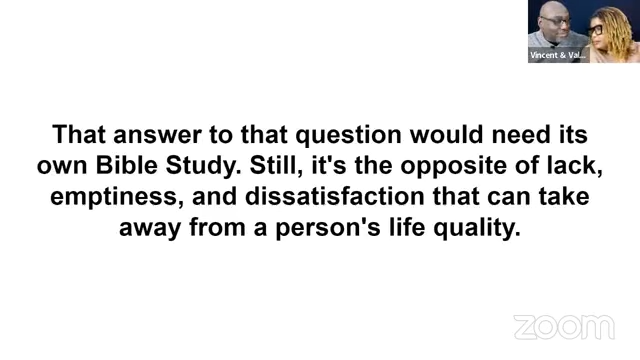 Vincent & Val...
That answer to that question would need its
own Bible Study. Still, it's the opposite of lack,
emptiness, and dissatisfaction that can take
away from a person's life quality.
zoom